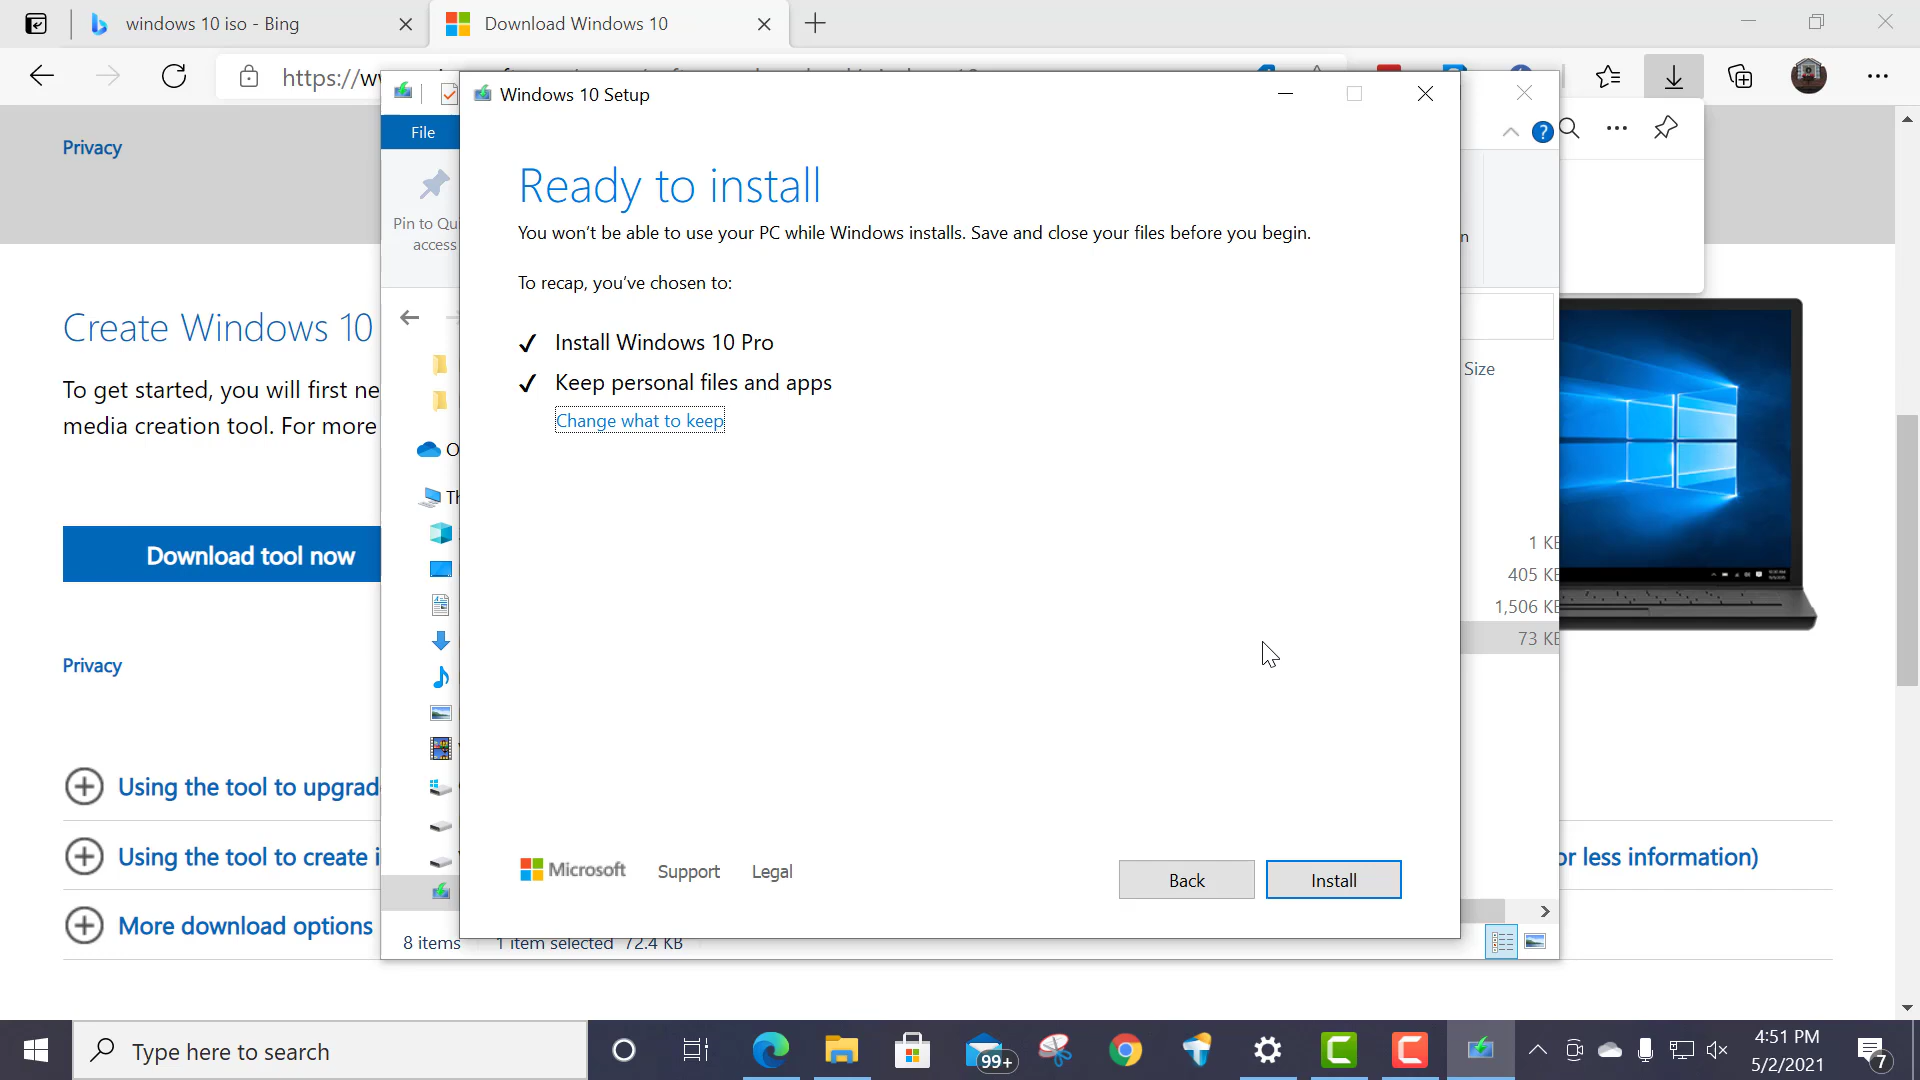 windows 10 iso - Bing
Download Windows 10
https://w
Windows 10 Setup
File
?
Privacy
Pin to Qu
access
n
Ready to install
You won't be able to use your PC while Windows installs. Save and close your files before you begin.
To recap, you've chosen to:
Install Windows 10 Pro
Keep personal files and apps
Change what to keep
Create Windows 10
To get started, you will first ne
media creation tool. For more
Size
O
Th
1 KB
405 KB
1,506 KB
73 KB
Download tool now
Privacy
Using the tool to upgrad
Using the tool to create i
or less information)
More download options
Microsoft
Support
Legal
Back
Install
8 items
1 item selected 72.4 KB
Type here to search
99+
4:51 PM
5/2/2021
7